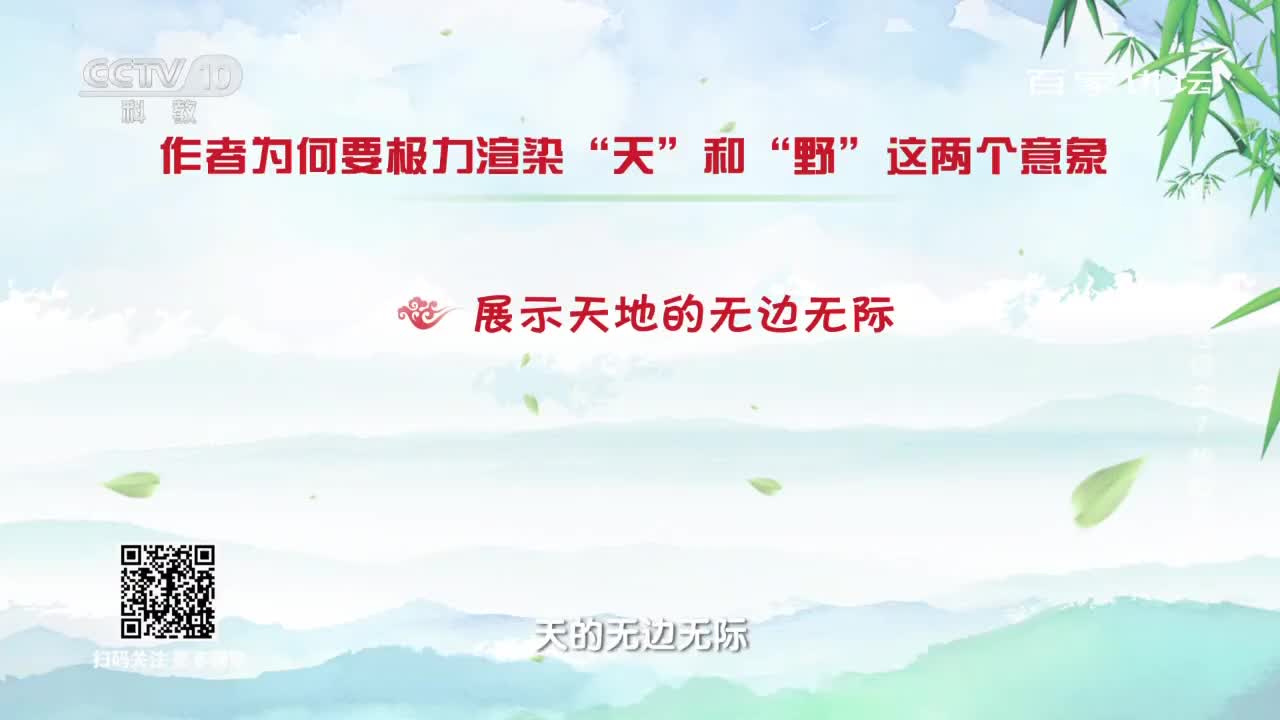 CCTV 10
科教
百家讲坛
作者为何要极力渲染“天”和“野”这两个意象
展示天地的无边无际
天的无边无际
扫码关注